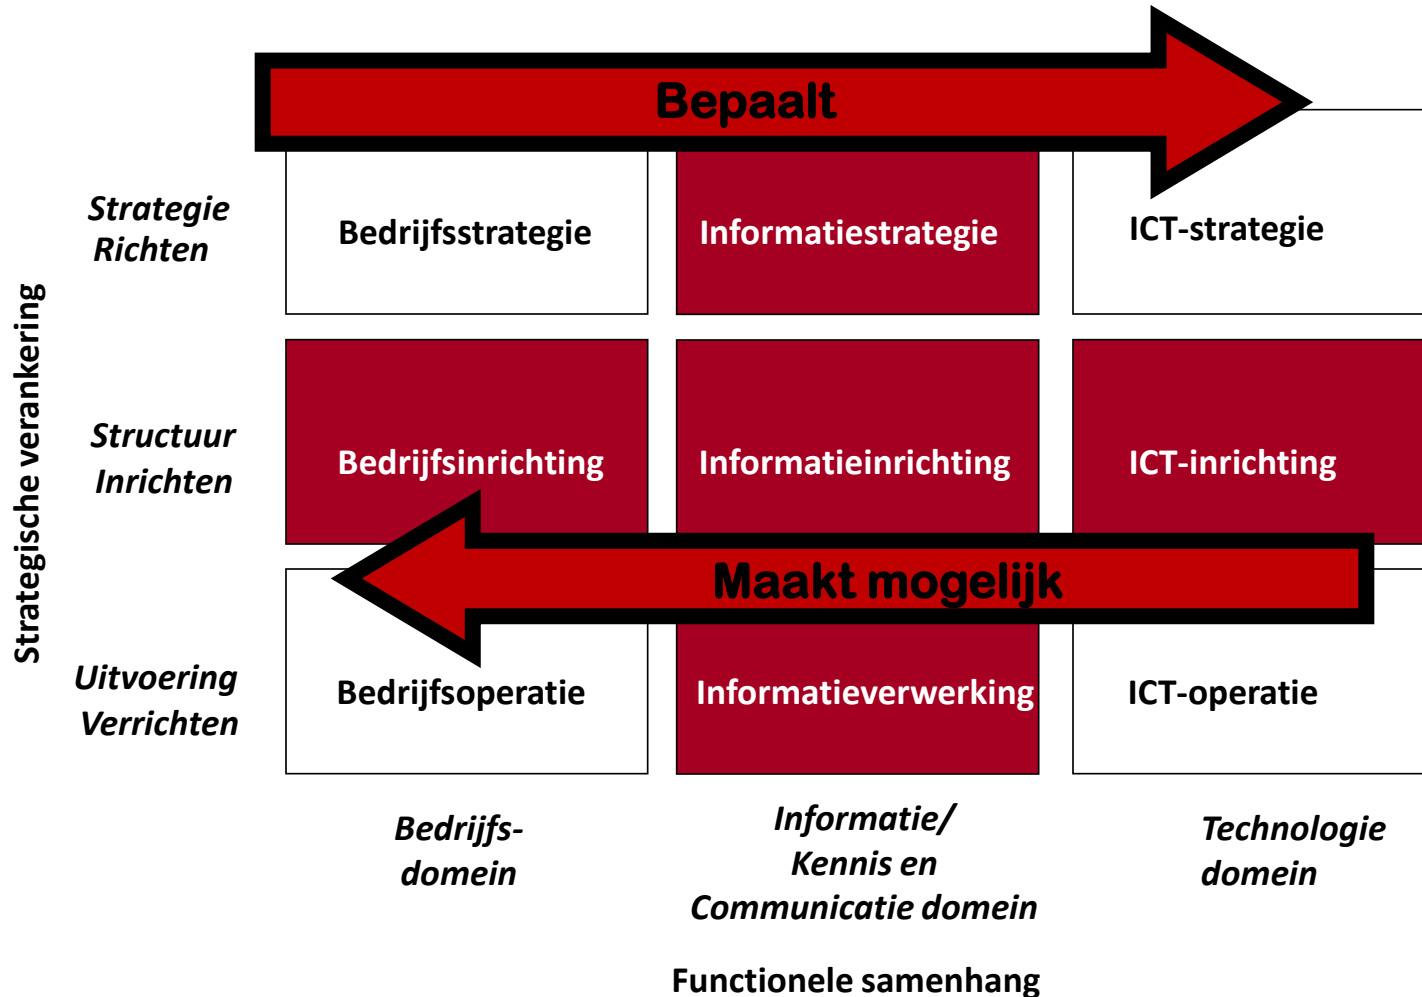 Bepaalt
Strategie
Richten
Bedrijfsstrategie
Informatiestrategie
ICT-strategie
Strategische verankering
Structuur
Inrichten
Bedrijfsinrichting
Informatieinrichting
ICT-inrichting
Maakt mogelijk
Uitvoering
Verrichten
Bedrijfsoperatie
Informatieverwerking
ICT-operatie
Bedrijfs-
domein
Informatie/
Kennis en
Communicatie domein
Technologie
domein
Functionele samenhang